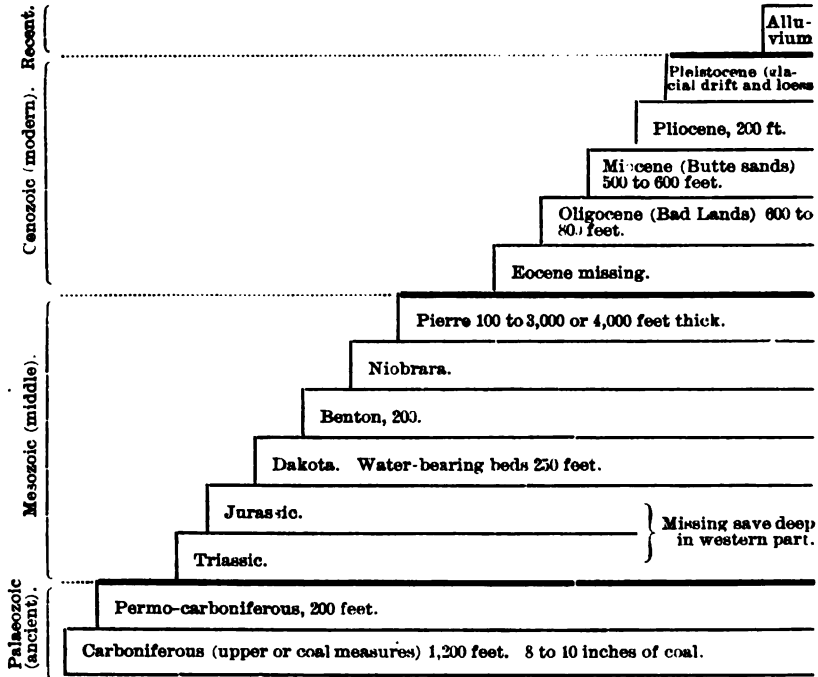 Recent.
Allu-
vium
Cenozoic (modern).
Pleistocene (gla-
cial drift and loess
Pliocene, 200 ft.
Miocene (Butte sands)
500 to 600 feet.
Oligocene (Bad Lands) 600 to
800 feet.
Eocene missing.
Mesozoic (middle).
Pierre 100 to 3,000 or 4,000 feet thick.
Niobrara.
Benton, 200.
Dakota. Water-bearing beds 250 feet.
Jurassic.
Triassic.
Missing save deep
in western part.
Palaeozoic
(ancient).
Permo-carboniferous, 200 feet.
Carboniferous (upper or coal measures) 1,200 feet. 8 to 10 inches of coal.